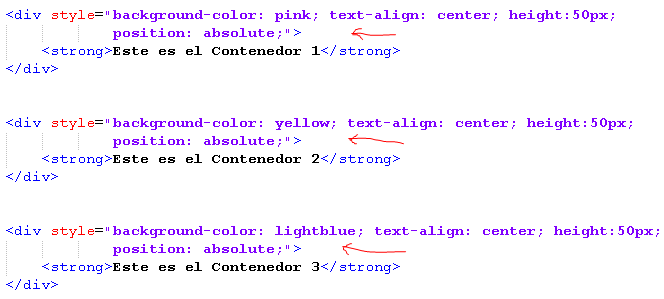 <div style="background-color: pink; text-align: center; height:50px;
position: absolute;">
<strong>Este es el Contenedor 1</strong>
</div>
<div style="background-color: yellow; text-align: center; height:50px;
position: absolute;">
<strong>Este es el Contenedor 2</strong>
</div>
<div style="background-color: lightblue; text-align: center; height:50px;
position: absolute;">
<strong>Este es el Contenedor 3</strong>
</div>